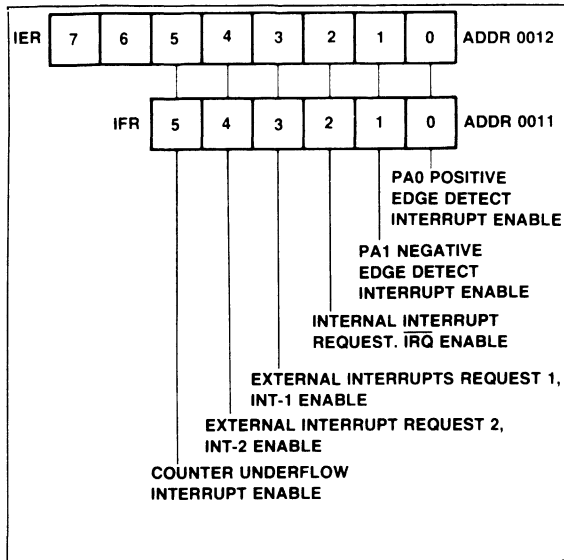 IER 7 6 5 4 3 2 1 0 ADDR 0012
IFR 5 4 3 2 1 0 ADDR 0011
PA0 POSITIVE
EDGE DETECT
INTERRUPT ENABLE
PA1 NEGATIVE
EDGE DETECT
INTERRUPT ENABLE
INTERNAL INTERRUPT
REQUEST. IRQ ENABLE
EXTERNAL INTERRUPTS REQUEST 1,
INT-1 ENABLE
EXTERNAL INTERRUPT REQUEST 2,
INT-2 ENABLE
COUNTER UNDERFLOW
INTERRUPT ENABLE